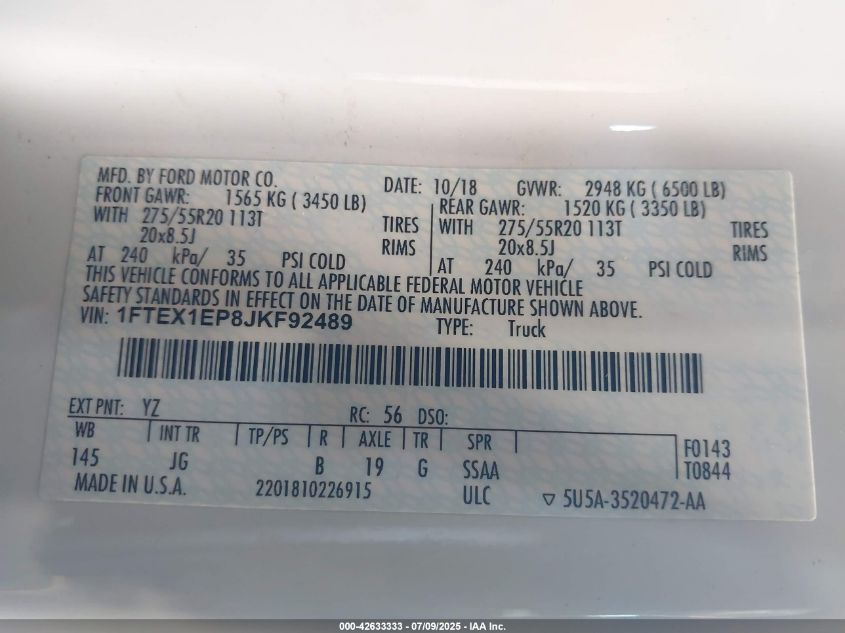 MFD. BY FORD MOTOR CO. DATE: 10/18 GVWR: 2948 KG ( 6500 LB)
FRONT GAWR: 1565 KG ( 3450 LB) REAR GAWR: 1520 KG ( 3350 LB)
WITH 275/55R20 113T TIRES WITH 275/55R20 113T TIRES
20x8.5J RIMS 20x8.5J RIMS
AT 240 kPa/ 35 PSI COLD AT 240 kPa/ 35 PSI COLD
THIS VEHICLE CONFORMS TO ALL APPLICABLE FEDERAL MOTOR VEHICLE
SAFETY STANDARDS IN EFFECT ON THE DATE OF MANUFACTURE SHOWN ABOVE.
VIN: 1FTEX1EP8JKF92489 TYPE: Truck
EXT PNT: YZ RC: 56 DSO:
WB INT TR TP/PS R AXLE TR SPR F0143
145 JG B 19 G SSAA T0844
MADE IN U.S.A. 2201810226915 ULC ▽ 5U5A-3520472-AA
000-42633333 - 07/09/2025 - IAA Inc.